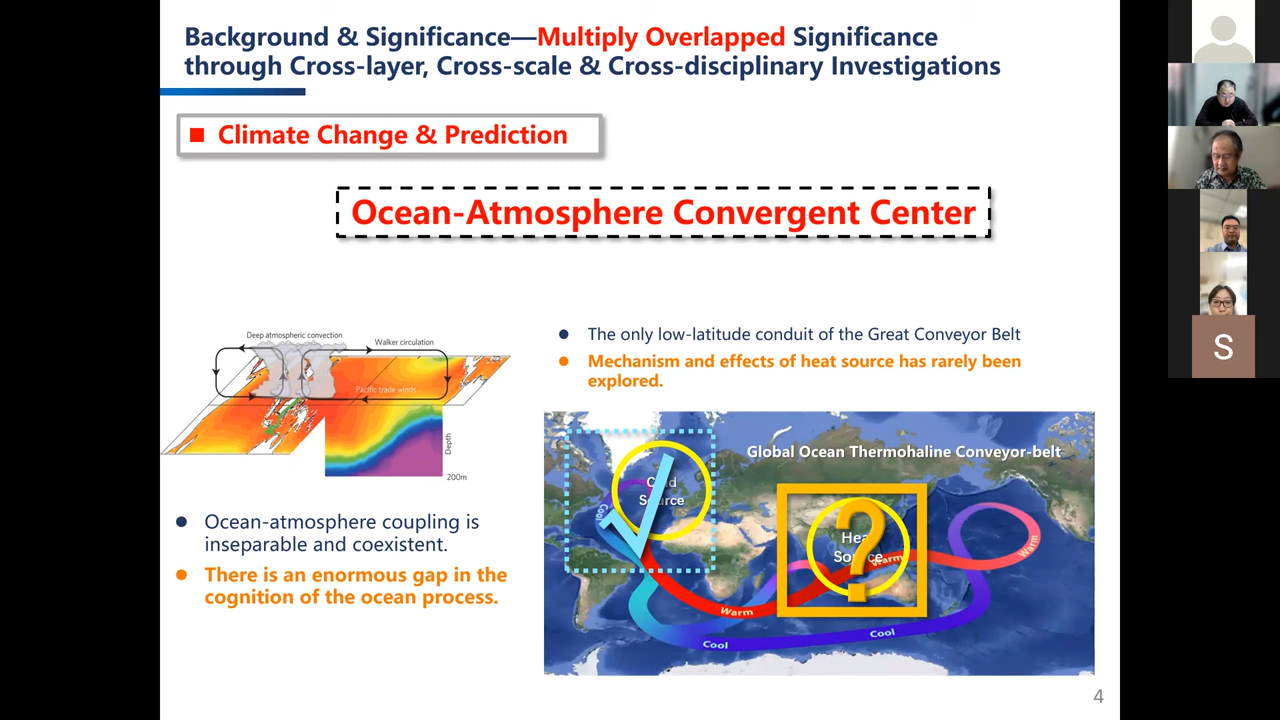 Background & Significance—Multiply Overlapped Significance
through Cross-layer, Cross-scale & Cross-disciplinary Investigations
Climate Change & Prediction
Ocean-Atmosphere Convergent Center
Deep atmospheric convection
Walker circulation
Pacific trade winds
Depth
200m
Ocean-atmosphere coupling is
inseparable and coexistent.
There is an enormous gap in the
cognition of the ocean process.
The only low-latitude conduit of the Great Conveyor Belt
Mechanism and effects of heat source has rarely been
explored.
Global Ocean Thermohaline Conveyor-belt
Source
Cool
?
Warm
Warm
Warm
Cool
Cool
4
S